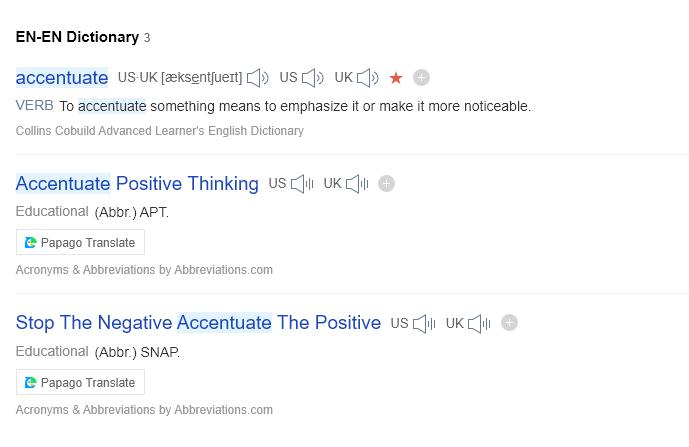 EN-EN Dictionary 3
accentuate US·UK [æksentʃueɪt] US UK
VERB To accentuate something means to emphasize it or make it more noticeable.
Collins Cobuild Advanced Learner's English Dictionary
Accentuate Positive Thinking US UK
Educational (Abbr.) APT.
Papago Translate
Acronyms & Abbreviations by Abbreviations.com
Stop The Negative Accentuate The Positive US UK
Educational (Abbr.) SNAP.
Papago Translate
Acronyms & Abbreviations by Abbreviations.com